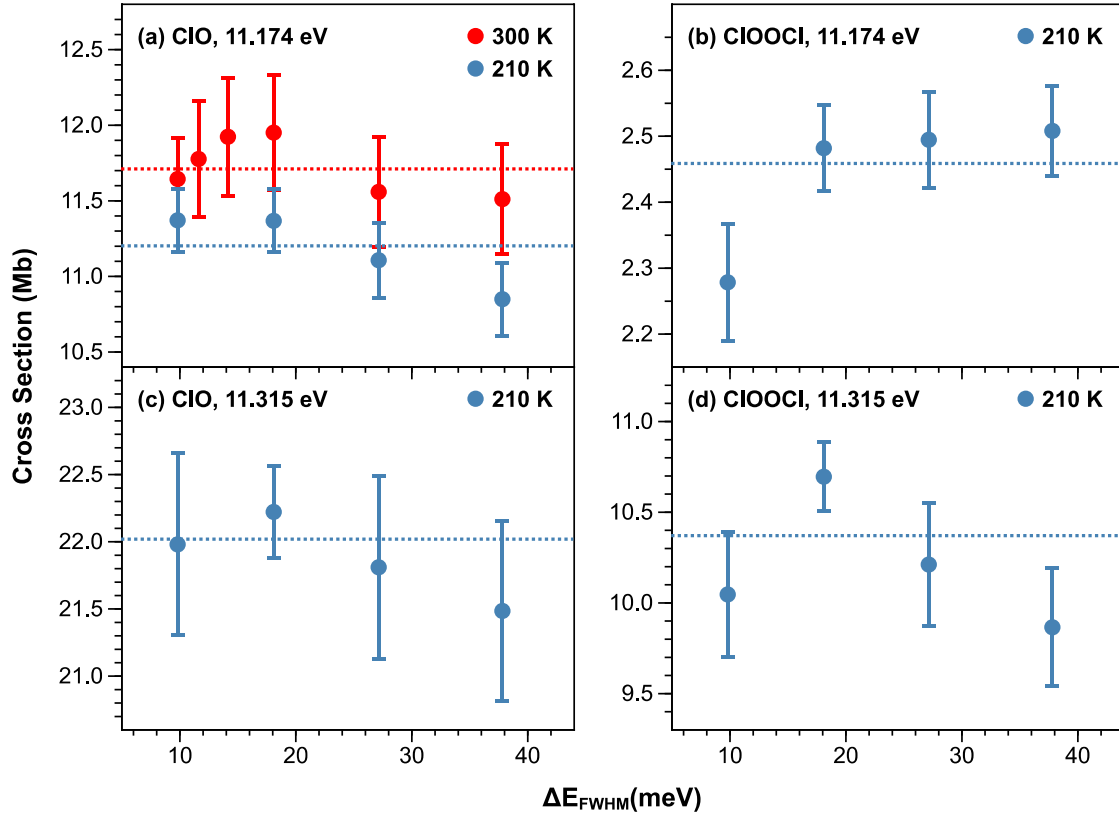 (a) ClO, 11.174 eV
300 K
210 K
12.5
12.0
11.5
11.0
10.5
(b) ClOOCl, 11.174 eV
210 K
2.6
2.5
2.4
2.3
2.2
(c) ClO, 11.315 eV
210 K
23.0
22.5
22.0
21.5
21.0
10 20 30 40
(d) ClOOCl, 11.315 eV
210 K
11.0
10.5
10.0
9.5
10 20 30 40
Cross Section (Mb)
ΔE_FWHM(meV)